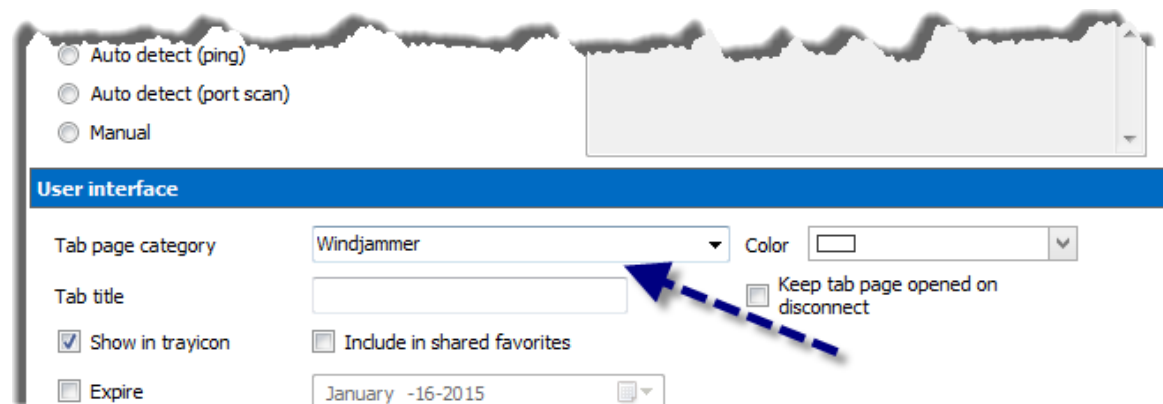 Auto detect (ping)
Auto detect (port scan)
Manual
User interface
Tab page category Windjammer Color
Tab title Keep tab page opened on
disconnect
Show in trayicon Include in shared favorites
Expire January -16-2015